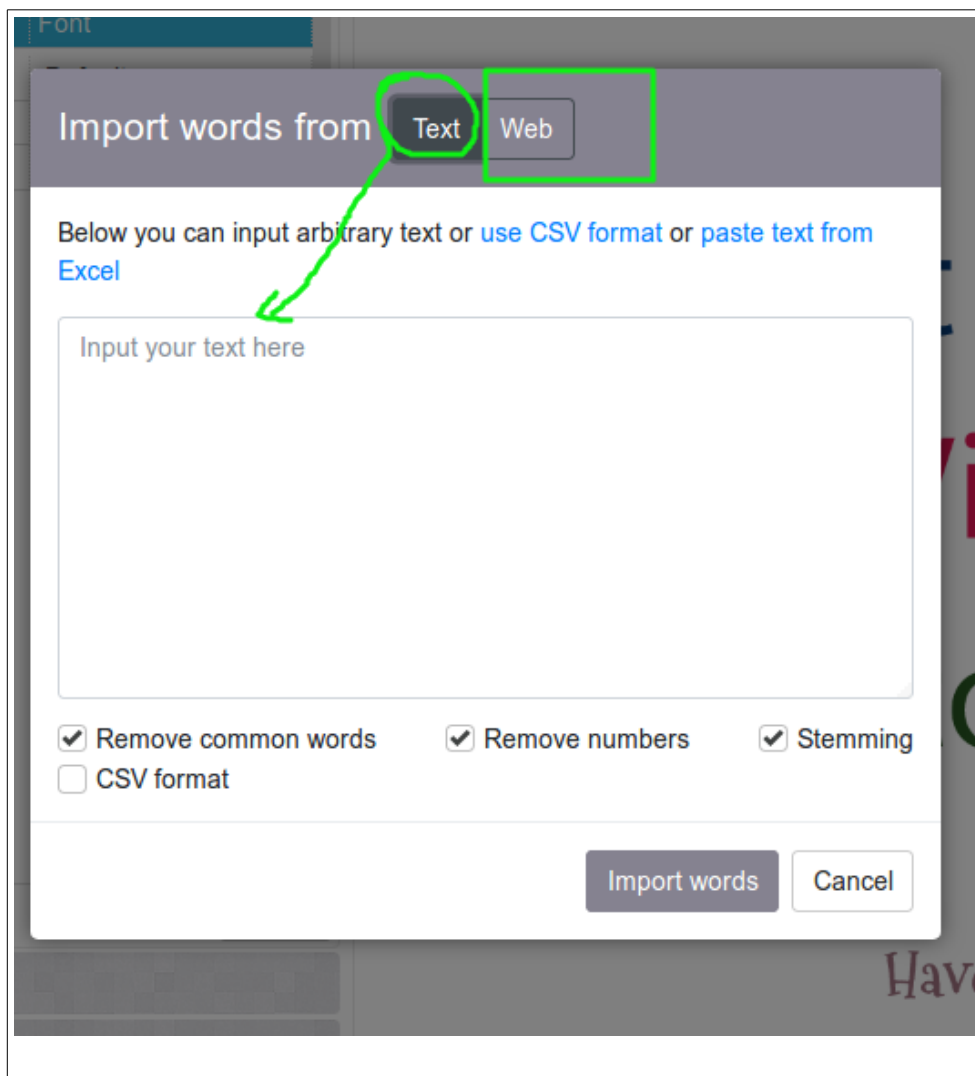 Font
Import words from Text Web
Below you can input arbitrary text or use CSV format or paste text from
Excel
Input your text here
Remove common words Remove numbers Stemming
CSV format
Import words Cancel